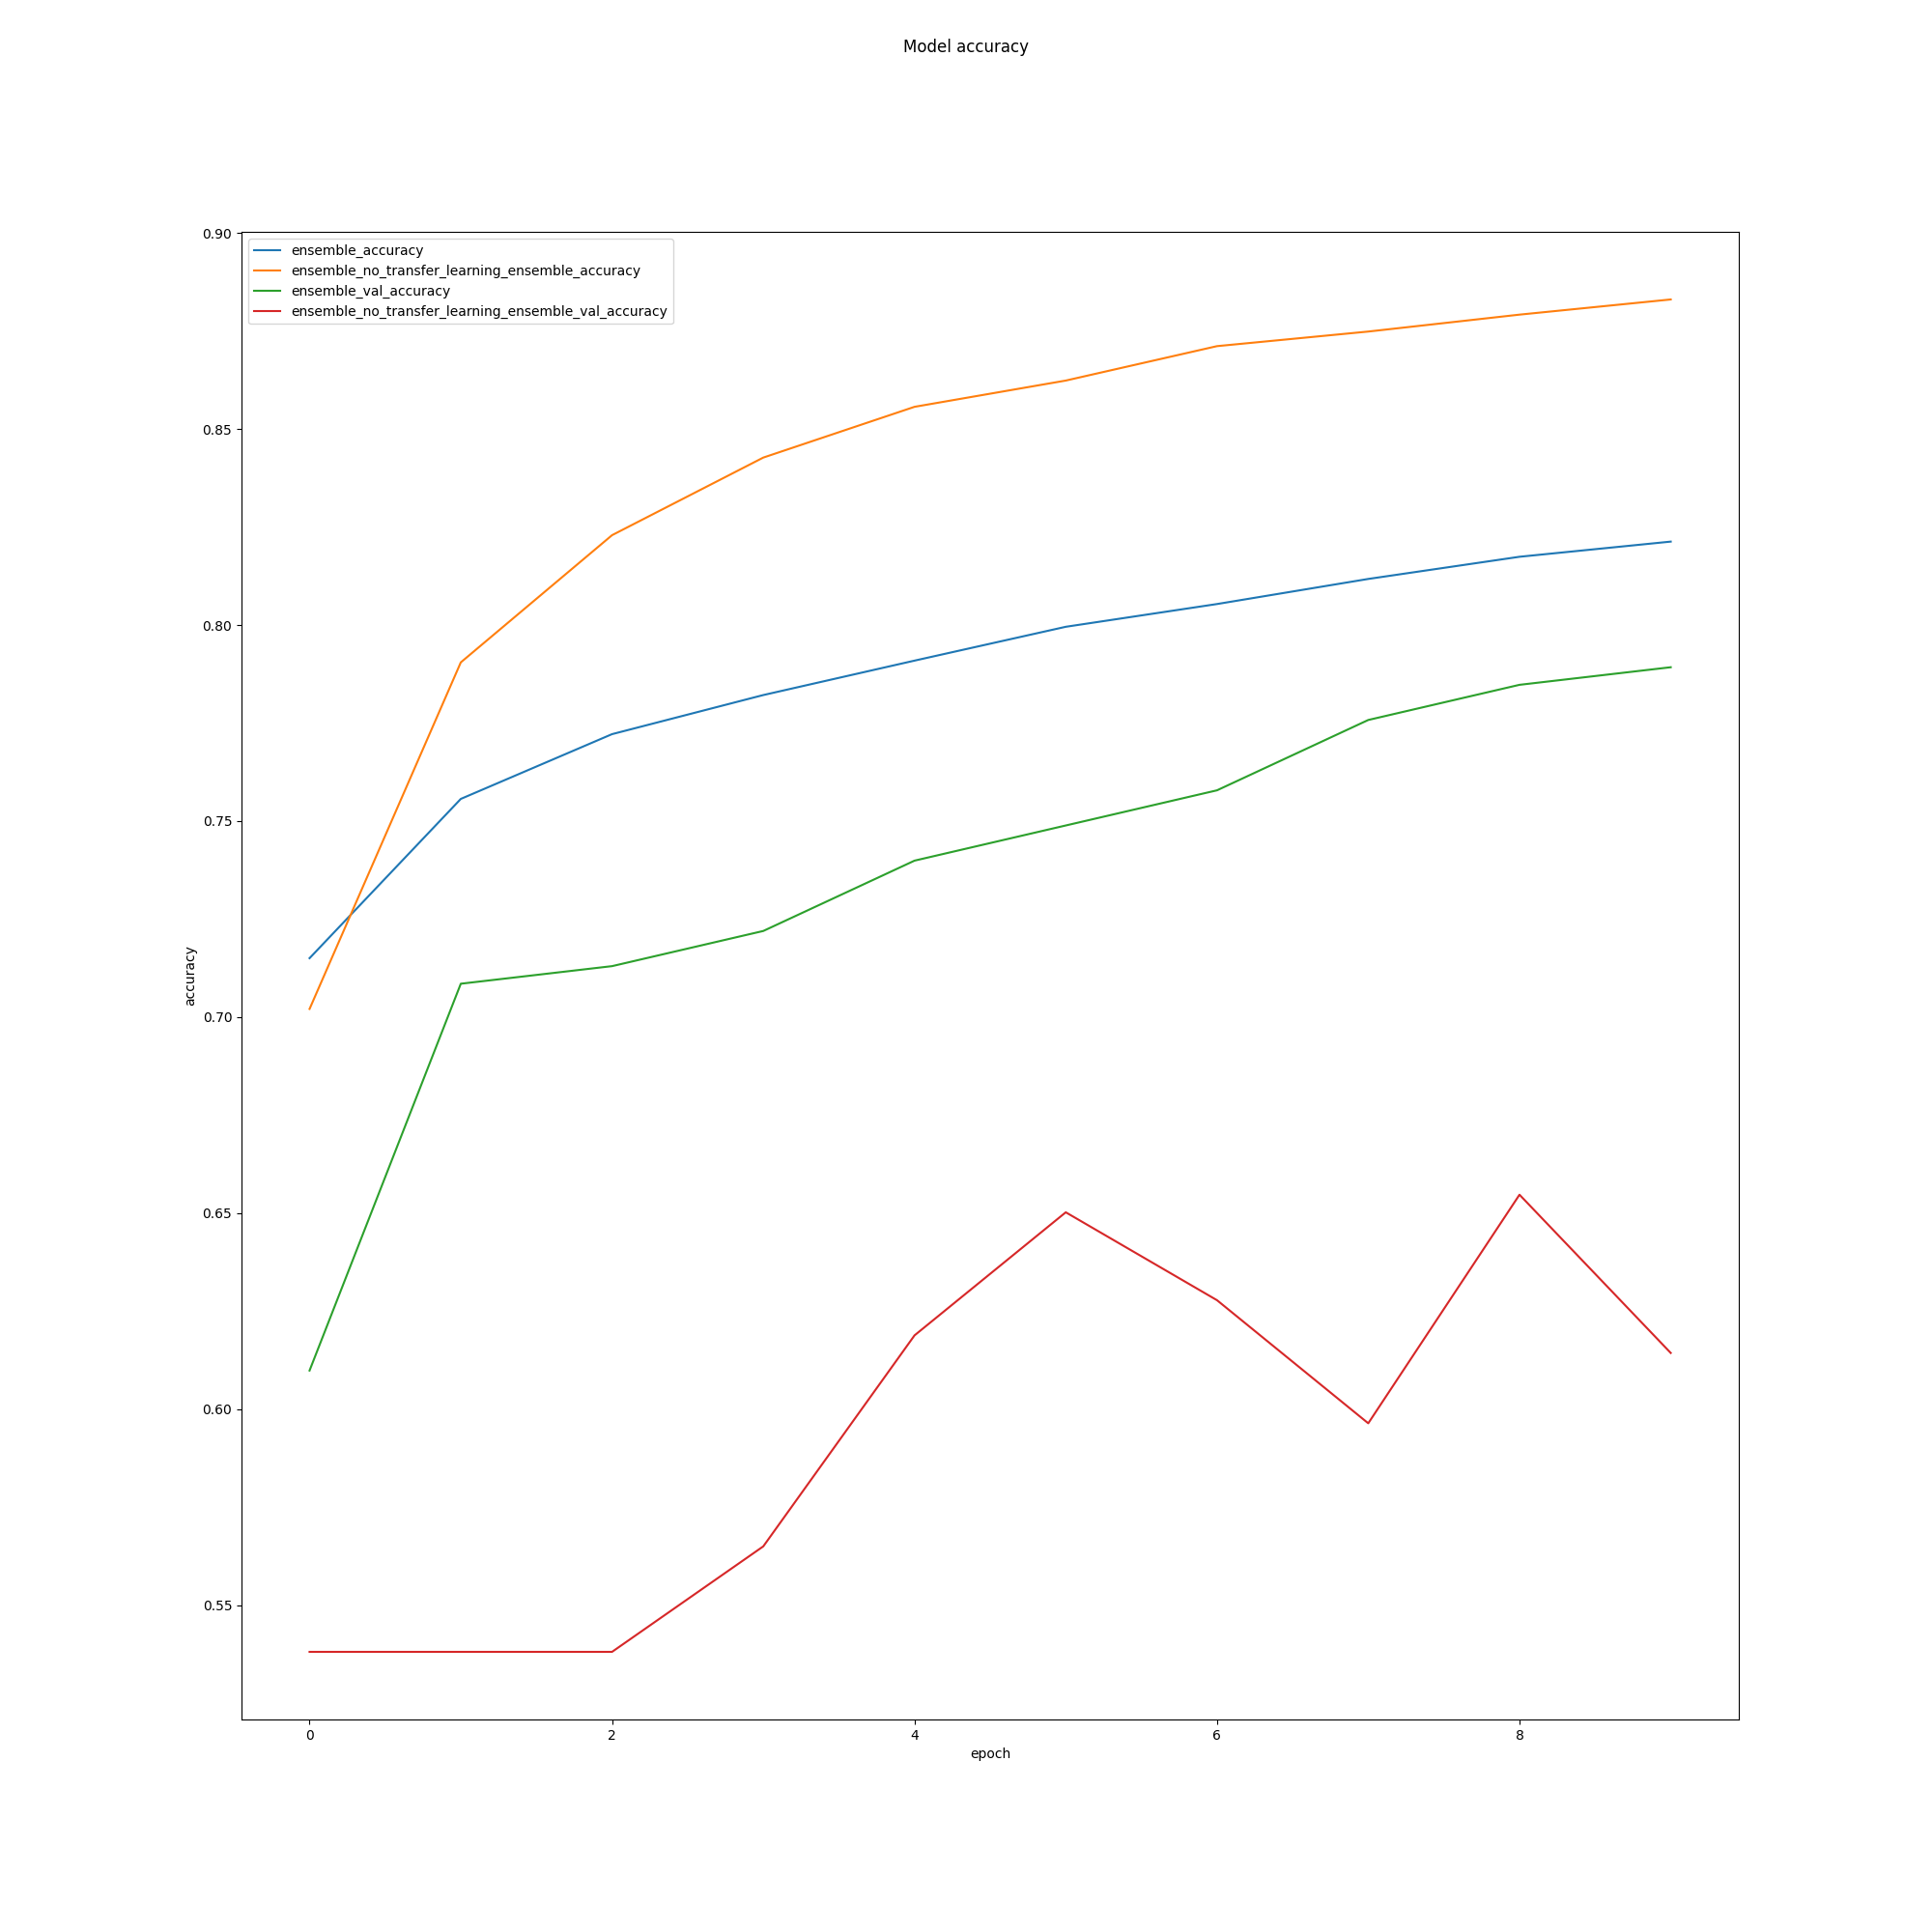 Model accuracy
ensemble_accuracy
ensemble_no_transfer_learning_ensemble_accuracy
ensemble_val_accuracy
ensemble_no_transfer_learning_ensemble_val_accuracy
0.90
0.85
0.80
0.75
0.70
0.65
0.60
0.55
accuracy
0 2 4 6 8
epoch